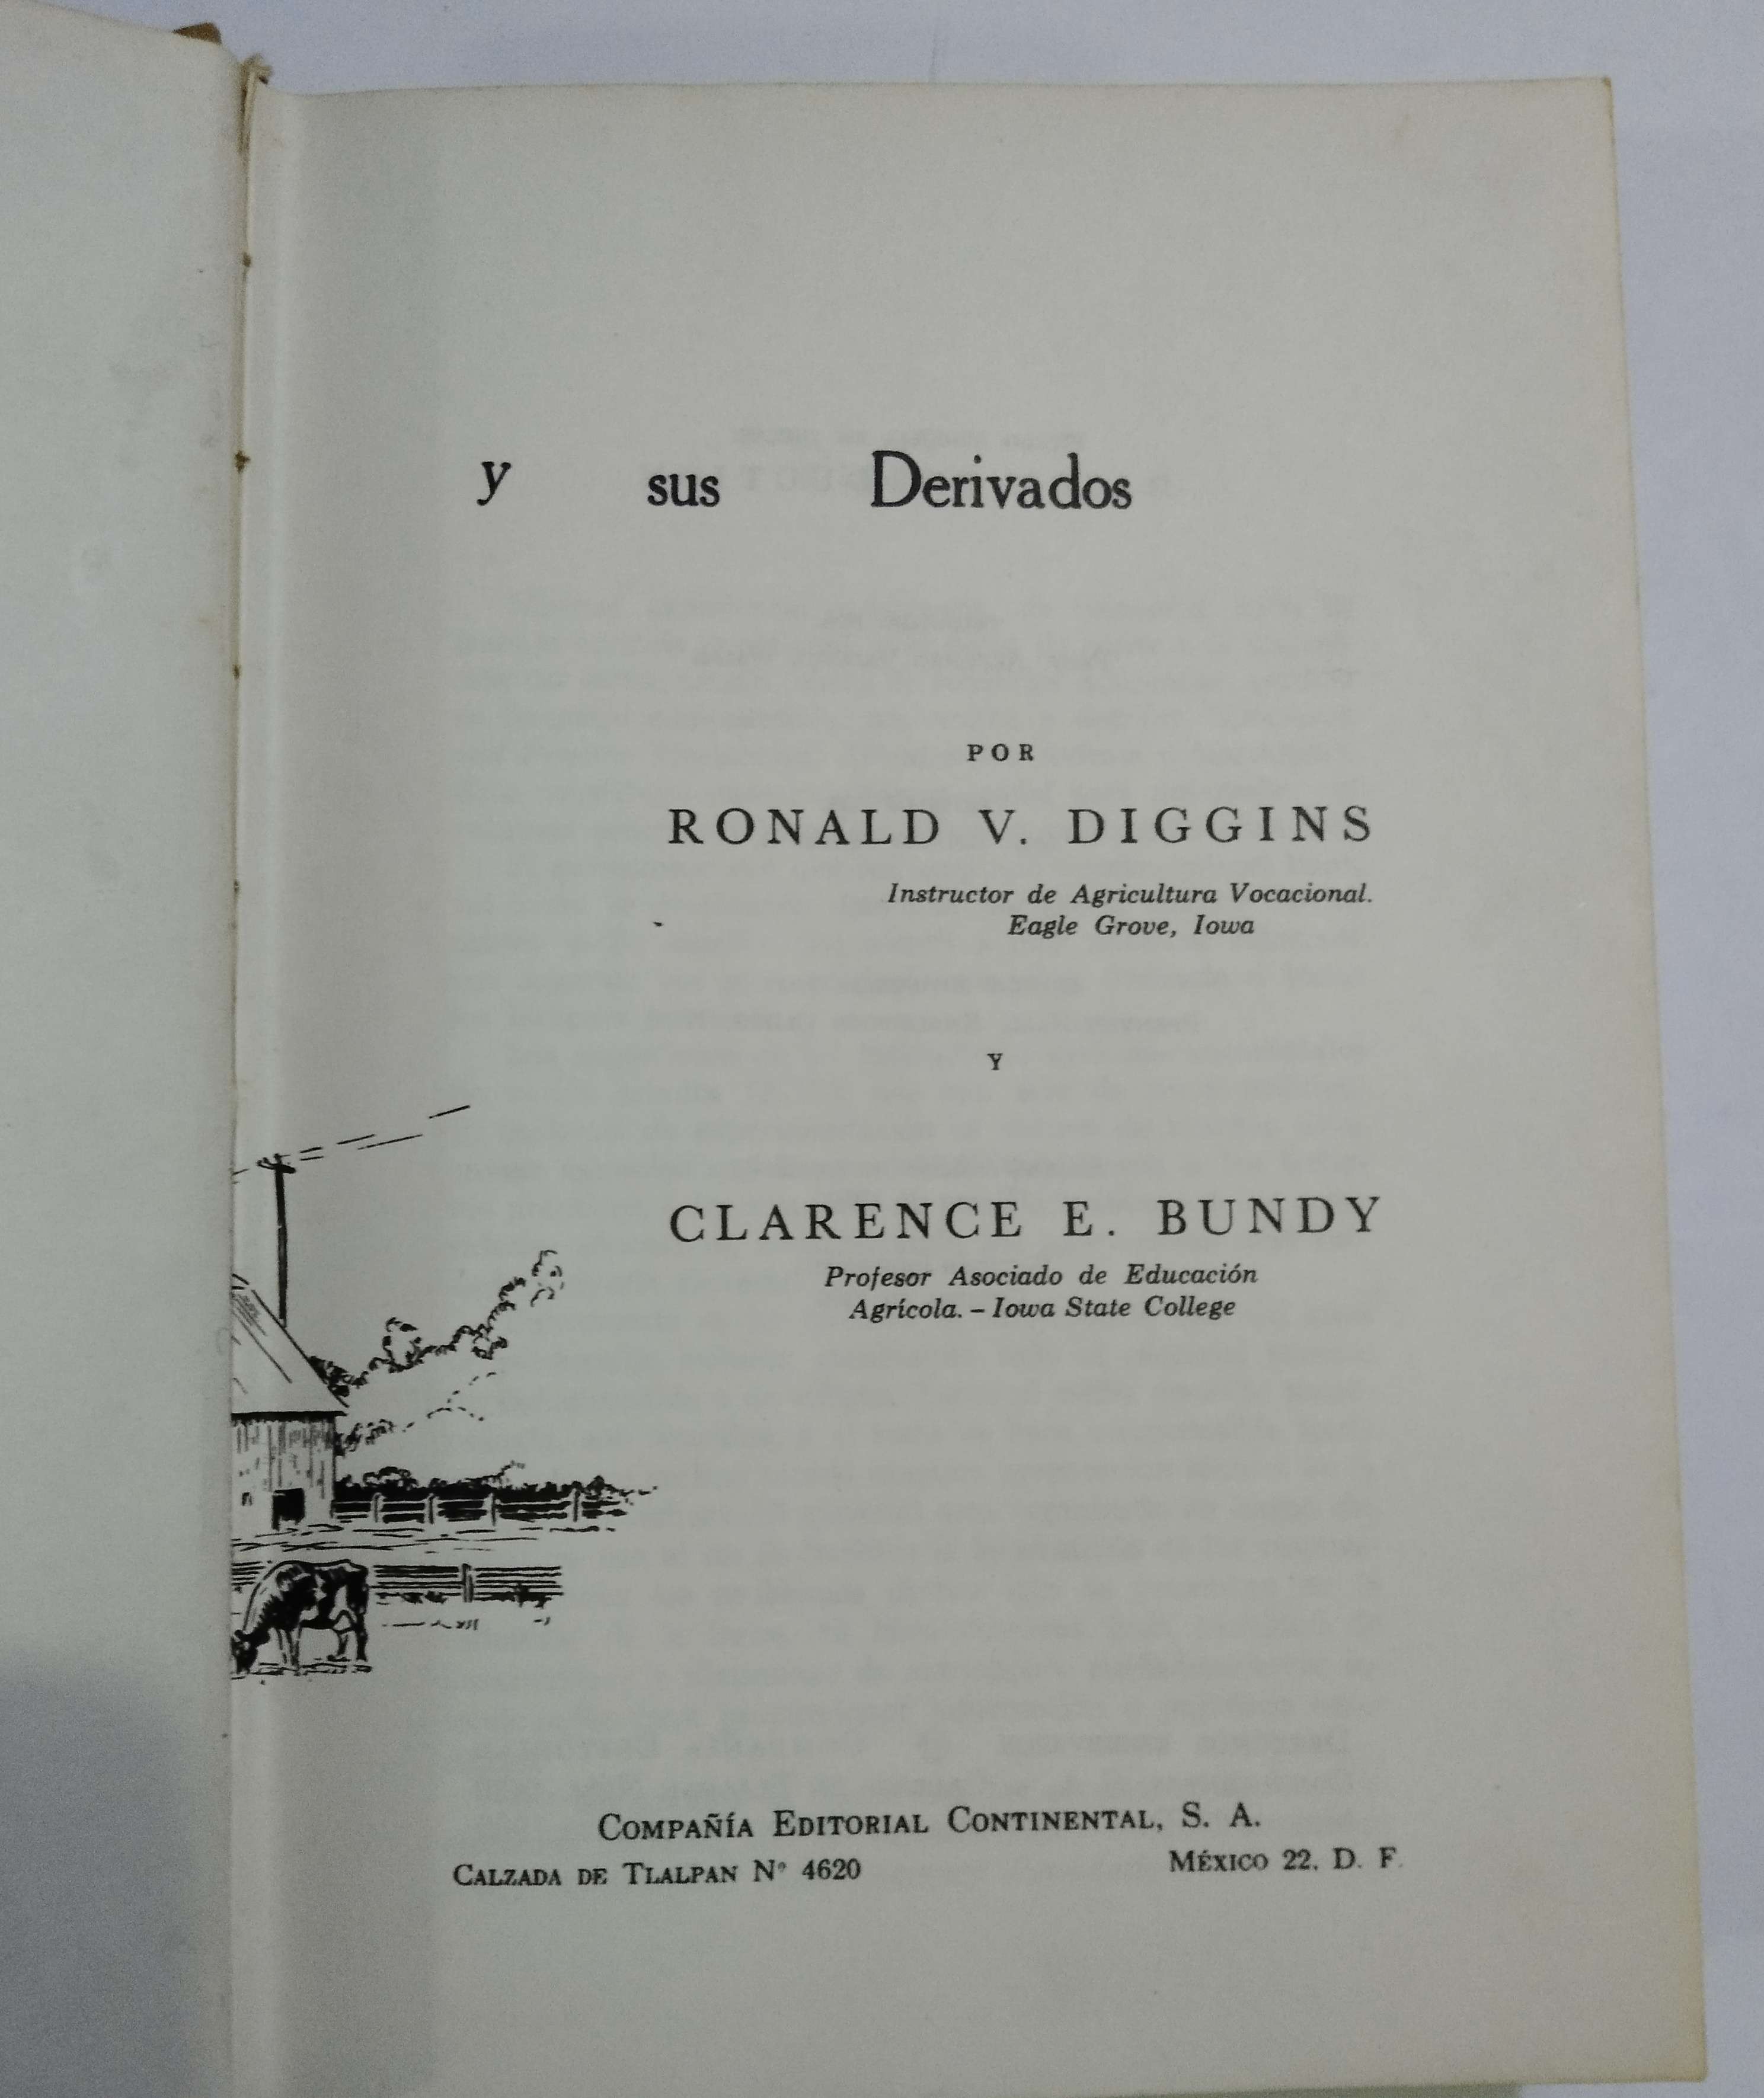 y sus Derivados
POR
RONALD V. DIGGINS
Instructor de Agricultura Vocacional.
Eagle Grove, Iowa
Y
CLARENCE E. BUNDY
Profesor Asociado de Educación
Agrícola. – Iowa State College
COMPAÑÍA EDITORIAL CONTINENTAL, S. A.
CALZADA DE TLALPAN Nº 4620 MÉXICO 22, D. F.